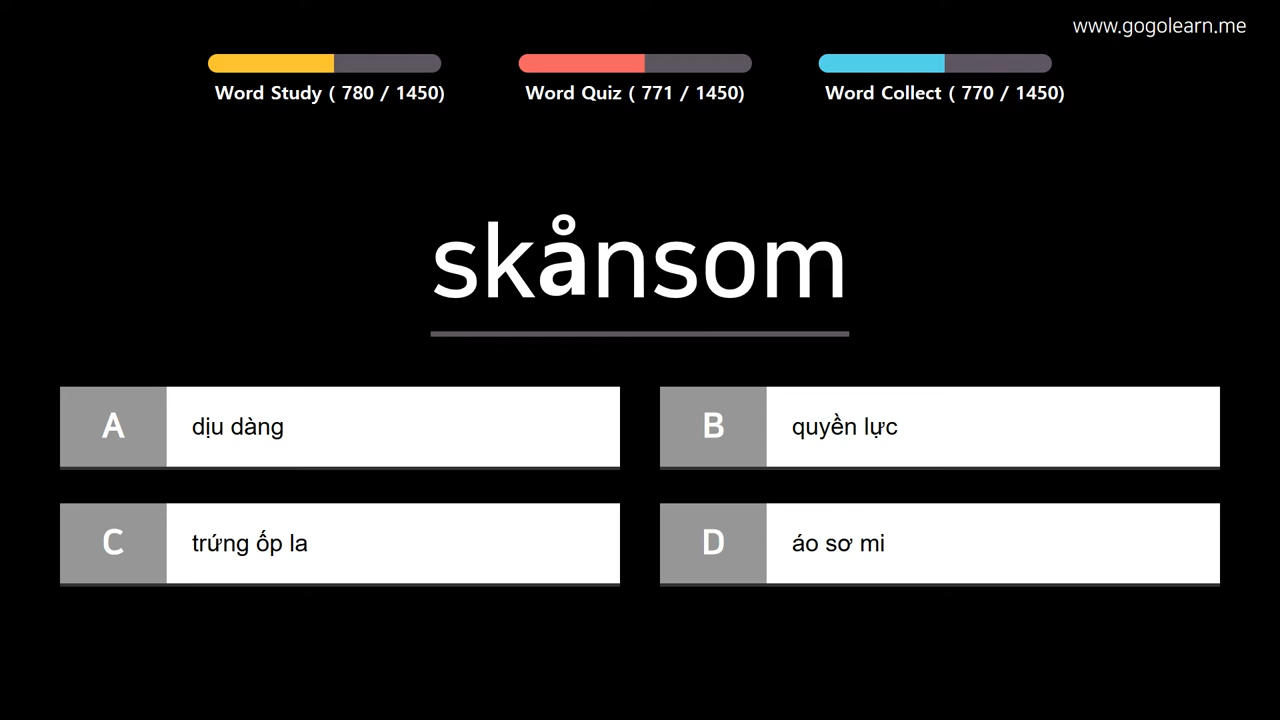 www.gogolearn.me
Word Study ( 780 / 1450)
Word Quiz ( 771 / 1450)
Word Collect ( 770 / 1450)
skånsom
A dịu dàng
B quyền lực
C trứng ốp la
D áo sơ mi